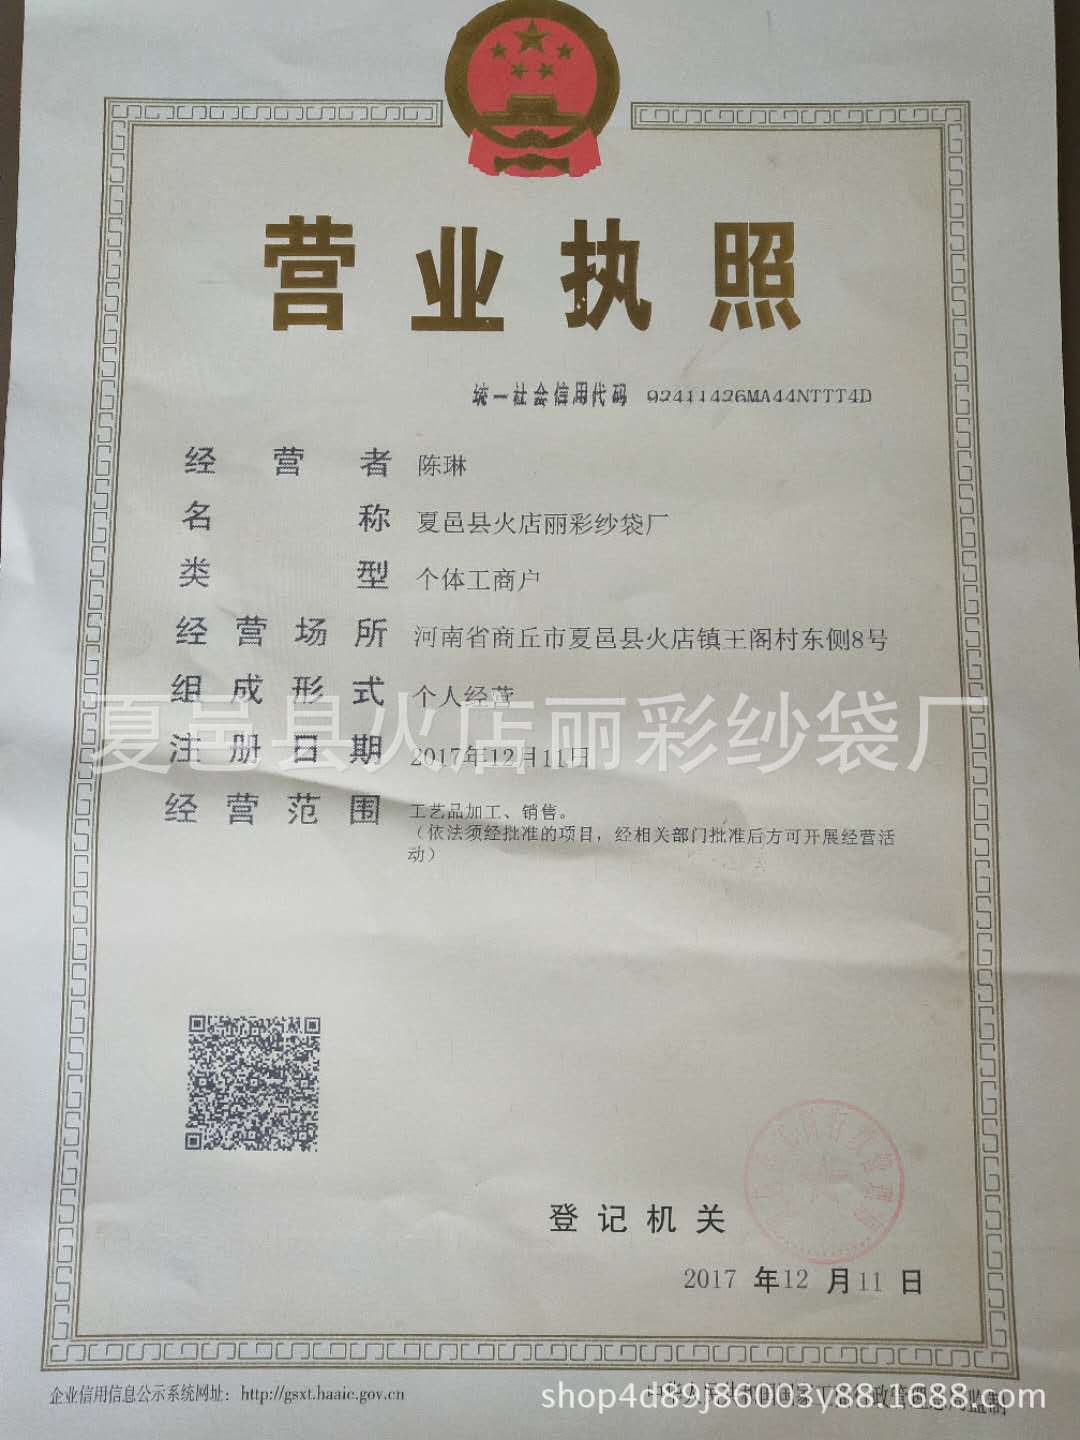 营业执照
统一社会信用代码 92411426MA44NTTT4D
经营者 陈琳
名称 夏邑县火店丽彩纱袋厂
类型 个体工商户
经营场所 河南省商丘市夏邑县火店镇王阁村东侧8号
组成形式 个人经营
夏邑县火店丽彩纱袋厂
注册日期 2017年12月11日
经营范围 工艺品加工、销售。
（依法须经批准的项目，经相关部门批准后方可开展经营活
动）
登记机关
2017 年12 月11 日
企业信用信息公示系统网址：http://gsxt.haaic.gov.cn
shop4d89j86003y88.1688.com